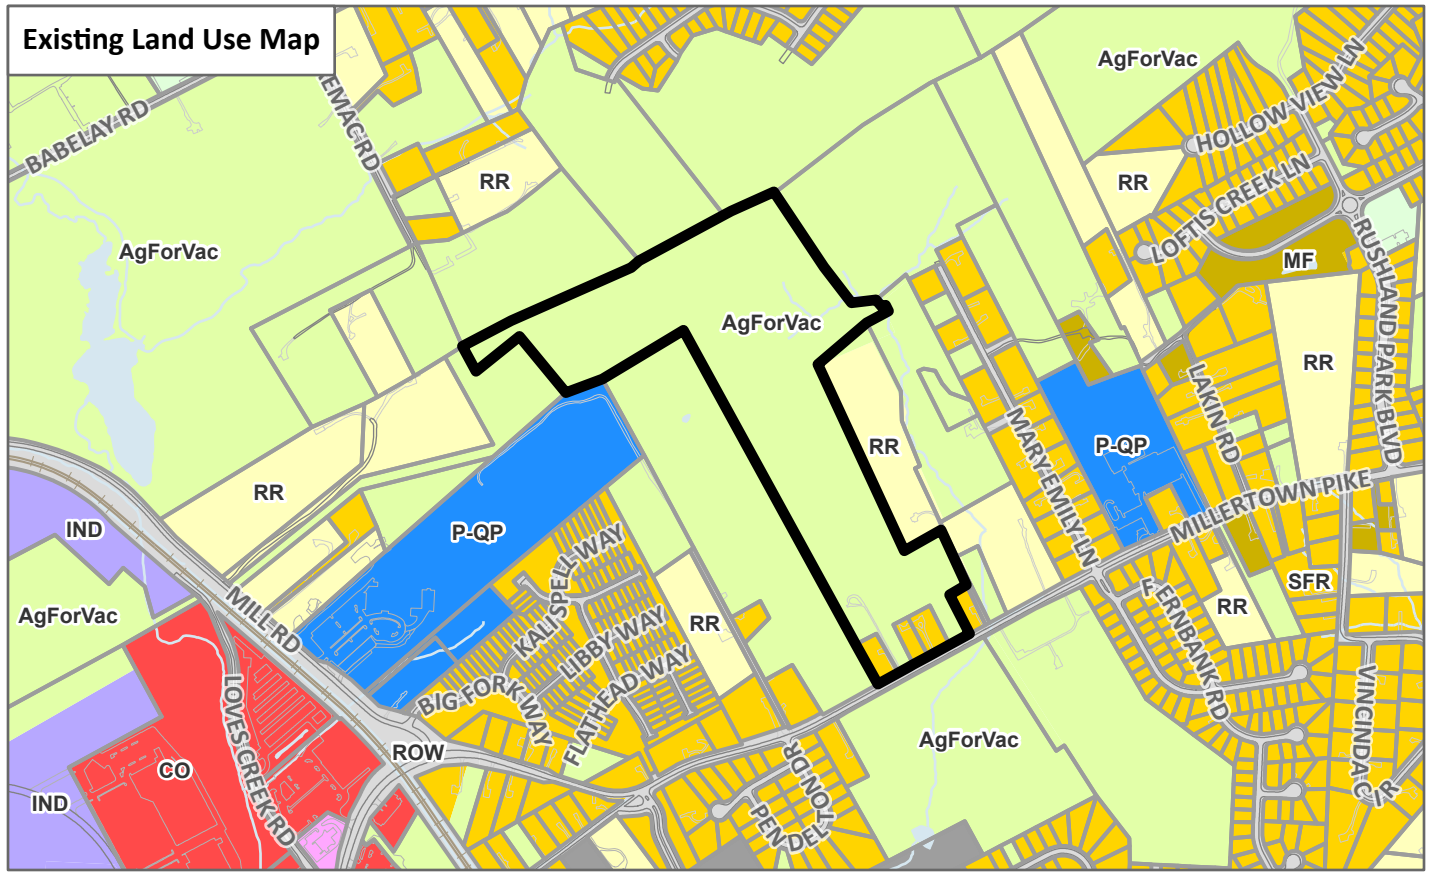 Existing Land Use Map
AgForVac
HOLLOW VIEW LN
BABELAY RD
EMAC RD
RR
RR
LOFTIS CREEK LN
AgForVac
MF
RUSHLAND PARK BLVD
AgForVac
RR
LAKIN RD
MARY EMILY LN
P-QP
RR
RR
MILLERTOWN PIKE
IND
P-QP
KALISPELL WAY
SFR
AgForVac
MILL RD
LIBBY WAY
RR
RR
FERNBANK RD
FLATHEAD WAY
BIG FORK WAY
LOVES CREEK RD
VINCINDA CIR
ROW
AgForVac
CO
PENDELTON DR
IND